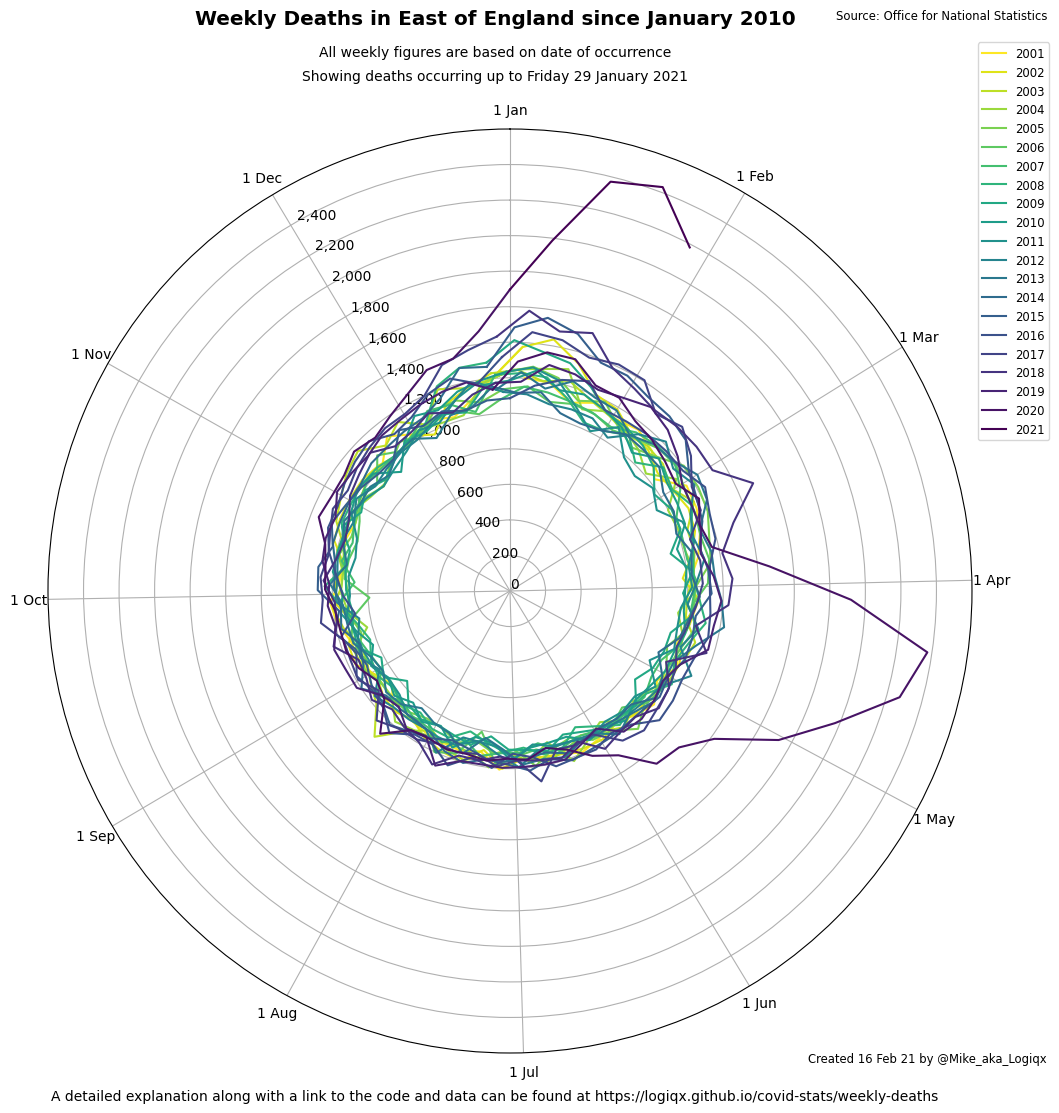 Weekly Deaths in East of England since January 2010
Source: Office for National Statistics
All weekly figures are based on date of occurrence
Showing deaths occurring up to Friday 29 January 2021
2001
2002
2003
2004
2005
2006
2007
2008
2009
2010
2011
2012
2013
2014
2015
2016
2017
2018
2019
2020
2021
1 Jan
1 Feb
1 Mar
1 Apr
1 May
1 Jun
1 Jul
1 Aug
1 Sep
1 Oct
1 Nov
1 Dec
2,400
2,200
2,000
1,800
1,600
1,400
1,200
1,000
800
600
400
200
0
Created 16 Feb 21 by @Mike_aka_Logiqx
A detailed explanation along with a link to the code and data can be found at https://logiqx.github.io/covid-stats/weekly-deaths